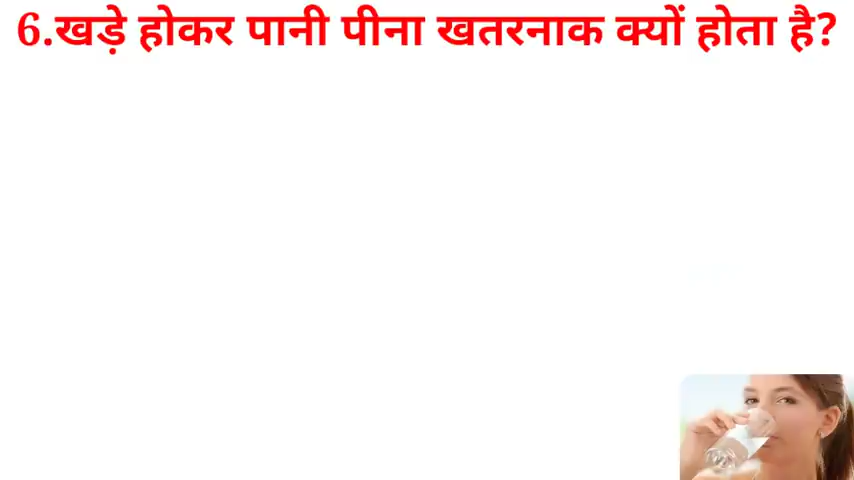 6.खड़े होकर पानी पीना खतरनाक क्यों होता है?